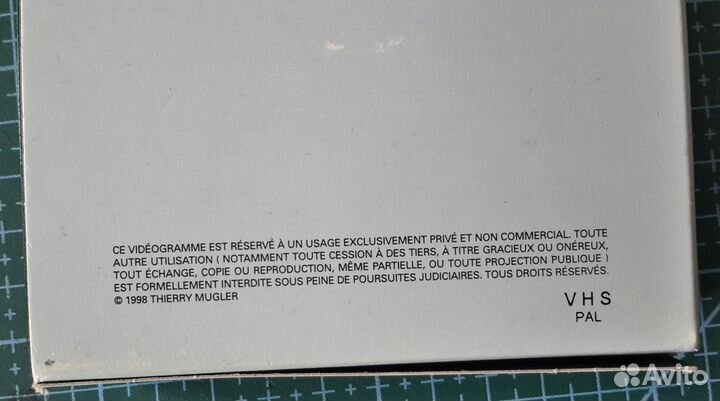 CE VIDÉOGRAMME EST RÉSERVÉ À UN USAGE EXCLUSIVEMENT PRIVÉ ET NON COMMERCIAL. TOUTE
AUTRE UTILISATION ( NOTAMMENT TOUTE CESSION À DES TIERS, À TITRE GRACIEUX OU ONÉREUX,
TOUT ÉCHANGE, COPIE OU REPRODUCTION, MÊME PARTIELLE, OU TOUTE PROJECTION PUBLIQUE )
EST FORMELLEMENT INTERDITE SOUS PEINE DE POURSUITES JUDICIAIRES. TOUS DROITS RÉSERVÉS.
© 1998 THIERRY MUGLER
VHS
PAL
Avito